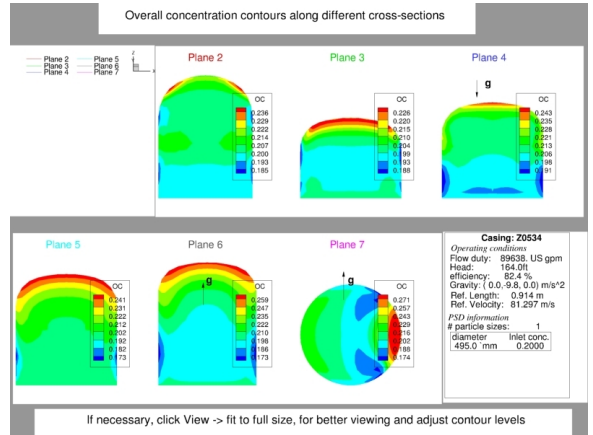 Overall concentration contours along different cross-sections
Plane 2 Plane 5
Plane 3 Plane 6
Plane 4 Plane 7
z
x
Plane 2
OC
0.236
0.229
0.222
0.214
0.207
0.200
0.193
0.185
Plane 3
OC
0.226
0.220
0.215
0.210
0.204
0.199
0.193
0.188
Plane 4
g
OC
0.243
0.235
0.228
0.221
0.213
0.206
0.198
0.191
Plane 5
OC
0.241
0.231
0.222
0.212
0.202
0.192
0.182
0.173
Plane 6
g
OC
0.259
0.247
0.235
0.222
0.210
0.198
0.186
0.173
Plane 7
g
OC
0.271
0.257
0.243
0.229
0.216
0.202
0.188
0.174
Casing: Z0534
Operating conditions
Flow duty: 89638. US gpm
Head: 164.0ft
efficiency: 82.4 %
Gravity: ( 0.0,-9.8, 0.0) m/s^2
Ref. Length: 0.914 m
Ref. Velocity: 81.297 m/s
PSD information
# particle sizes: 1
diameter Inlet conc.
495.0 `mm 0.2000
If necessary, click View -> fit to full size, for better viewing and adjust contour levels